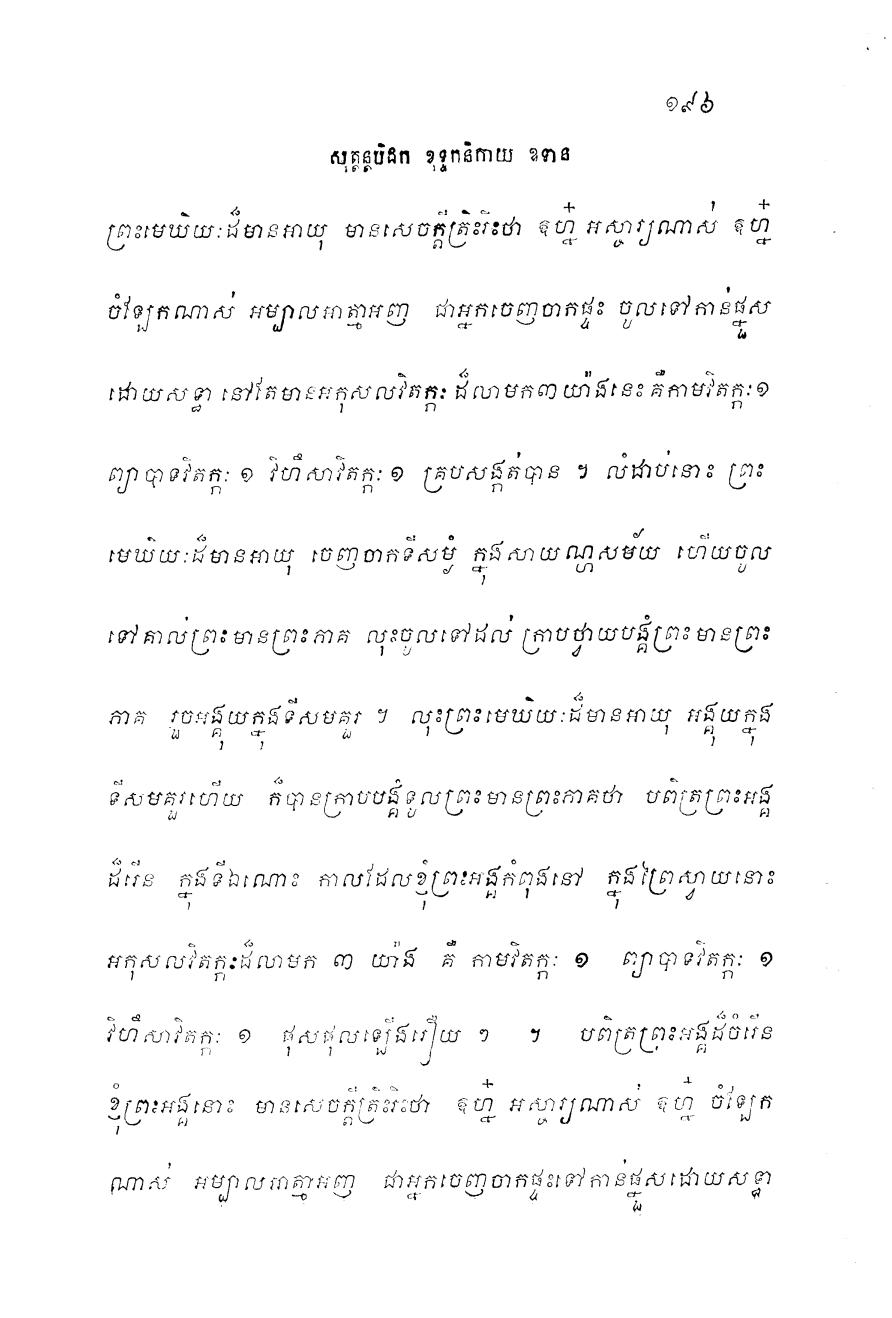 ១៩៦
សុត្តន្តបិដក ខុទ្ទកនិកាយ ឧទាន
ព្រះមេឃិយៈដ៏មានអាយុ មានសេចក្តីត្រិះរិះថា ឱហ្ន៎ អស្ចារ្យណាស់ ឱហ្ន៎
ចំឡែកណាស់ អម្បាលអាត្មាអញ ជាអ្នកចេញចាកផ្ទះ ចូលទៅកាន់ផ្នួស
ដោយសទ្ធា នៅតែមានអកុសលវិតក្កៈ ដ៏លាមក៣យ៉ាងនេះ គឺកាមវិតក្កៈ១
ព្យាបាទវិតក្កៈ ១ វិហឹសាវិតក្កៈ ១ គ្របសង្កត់បាន ។ លំដាប់នោះ ព្រះ
មេឃិយៈដ៏មានអាយុ ចេញចាកទីសម្ងំ ក្នុងសាយណ្ហសម័យ ហើយចូល
ទៅគាល់ព្រះមានព្រះភាគ លុះចូលទៅដល់ ក្រាបថ្វាយបង្គំព្រះមានព្រះ
ភាគ រួចអង្គុយក្នុងទីសមគួរ ។ លុះព្រះមេឃិយៈដ៏មានអាយុ អង្គុយក្នុង
ទីសមគួរហើយ ក៏បានក្រាបបង្គំទូលព្រះមានព្រះភាគថា បពិត្រព្រះអង្គ
ដ៏រើន ក្នុងទីឯណោះ កាលដែលខ្ញុំព្រះអង្គកំពុងនៅ ក្នុងព្រៃស្វាយនោះ
អកុសលវិតក្កៈដ៏លាមក ៣ យ៉ាង គឺ កាមវិតក្កៈ ១ ព្យាបាទវិតក្កៈ ១
វិហឹសាវិតក្កៈ ១ ផុសផុលឡើងរឿយ ៗ ។ បពិត្រព្រះអង្គដ៏ចំរើន
ខ្ញុំព្រះអង្គនោះ មានសេចក្តីត្រិះរិះថា ឱហ្ន៎ អស្ចារ្យណាស់ ឱហ្ន៎ ចំឡែក
ណាស់ អម្បាលអាត្មាអញ ជាអ្នកចេញចាកផ្ទះទៅកាន់ផ្នួសដោយសទ្ធា